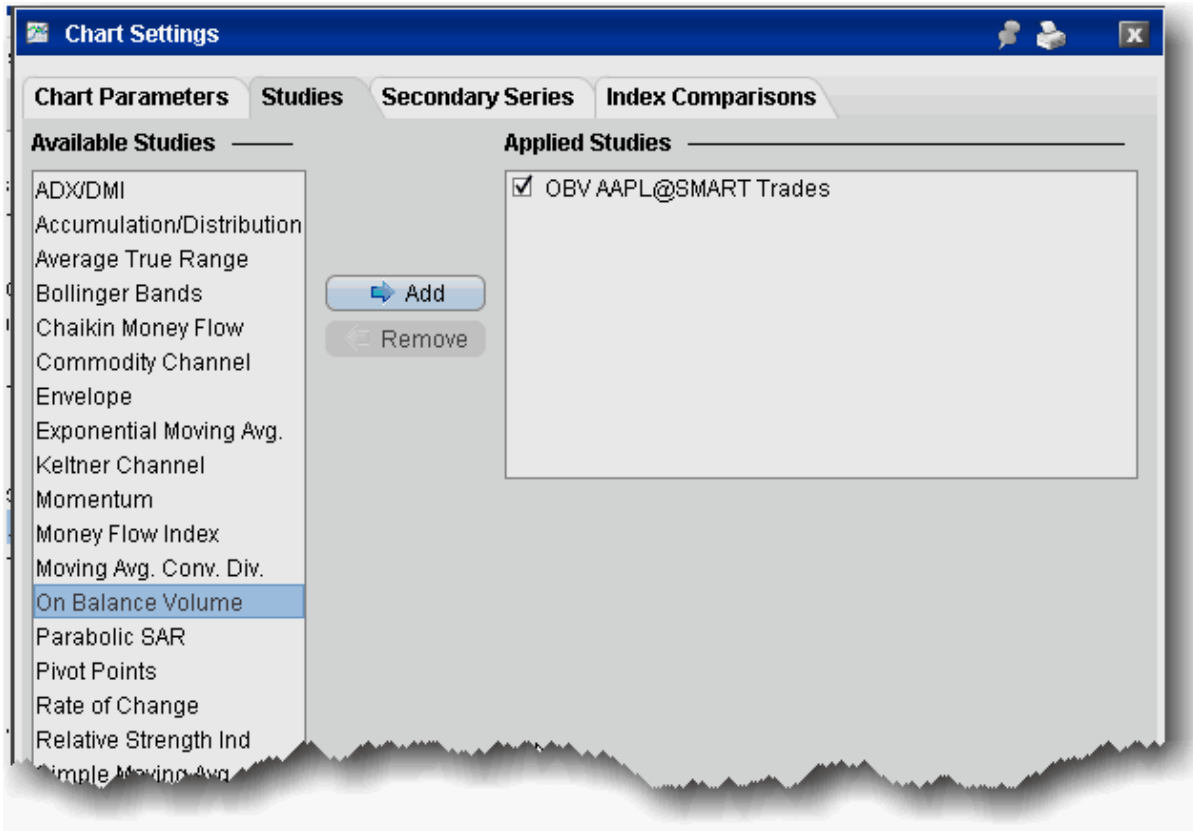 Chart Settings
Chart Parameters Studies Secondary Series Index Comparisons
Available Studies
ADX/DMI
Accumulation/Distribution
Average True Range
Bollinger Bands
Chaikin Money Flow
Commodity Channel
Envelope
Exponential Moving Avg.
Keltner Channel
Momentum
Money Flow Index
Moving Avg. Conv. Div.
On Balance Volume
Parabolic SAR
Pivot Points
Rate of Change
Relative Strength Ind
Simple Moving Avg
Add
Remove
Applied Studies
OBV AAPL@SMART Trades